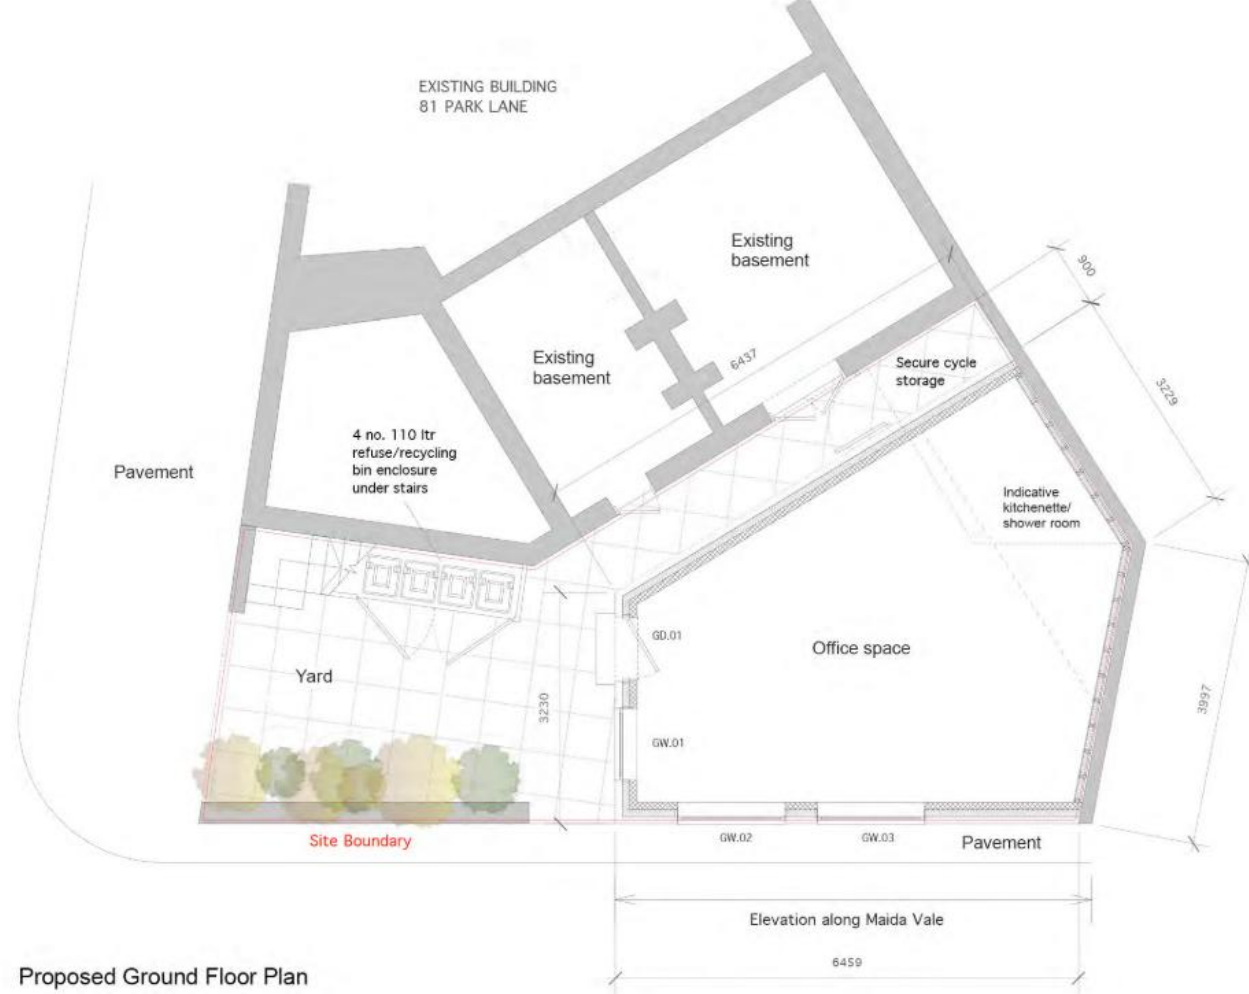 EXISTING BUILDING
81 PARK LANE
Existing
basement
900
6437
Existing
basement
Secure cycle
storage
3229
4 no. 110 ltr
refuse/recycling
bin enclosure
under stairs
Pavement
Indicative
kitchenette/
shower room
GD.01
Office space
Yard
3230
3997
GW.01
Site Boundary
GW.02
GW.03
Pavement
Elevation along Maida Vale
6459
Proposed Ground Floor Plan